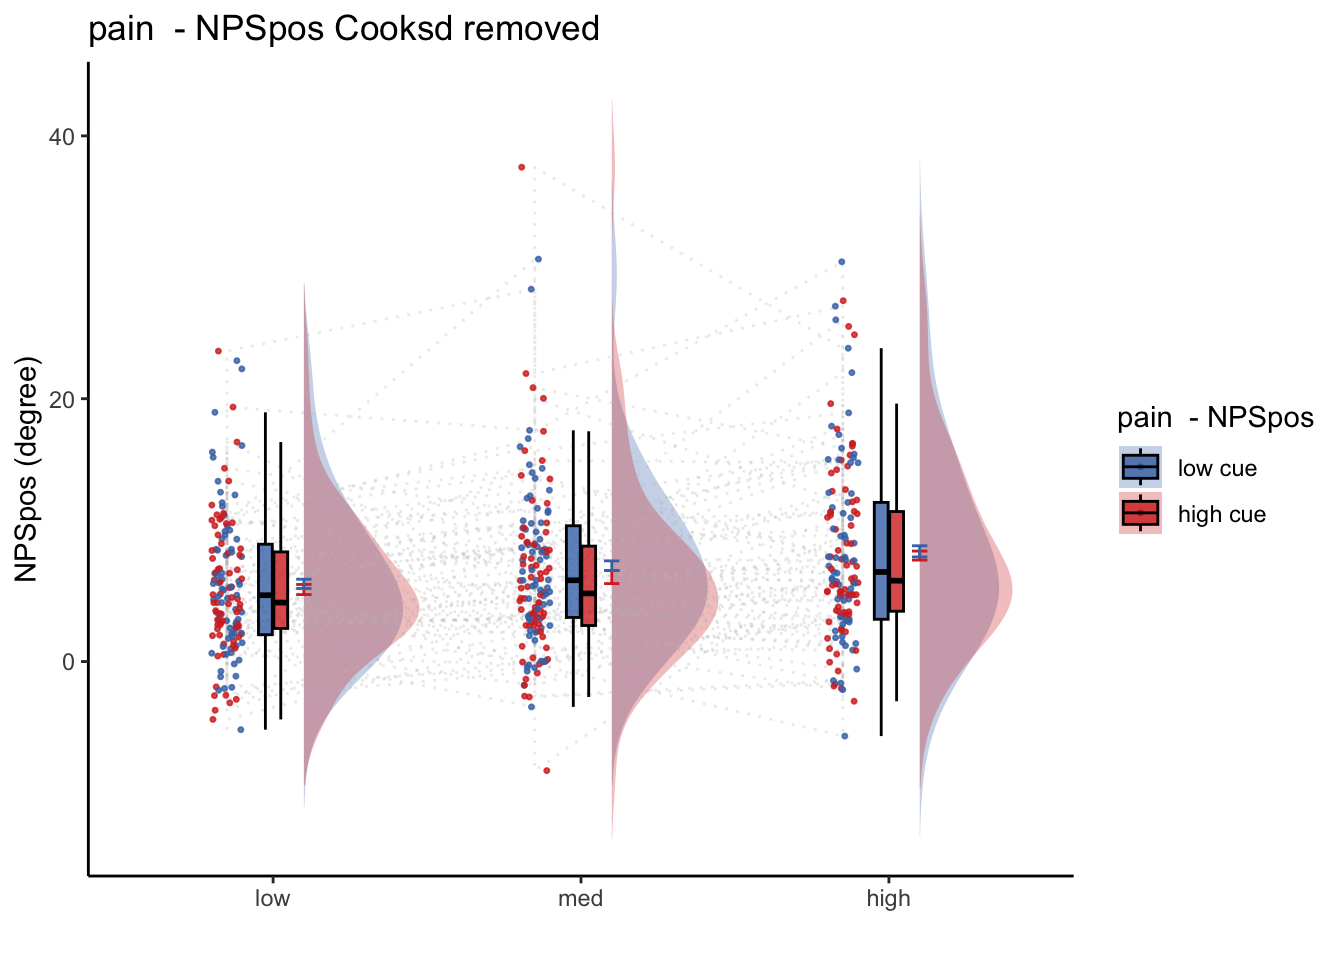 pain  - NPSpos Cooksd removed
NPSpos (degree)
40
20
0
low
med
high
pain  - NPSpos
low cue
high cue